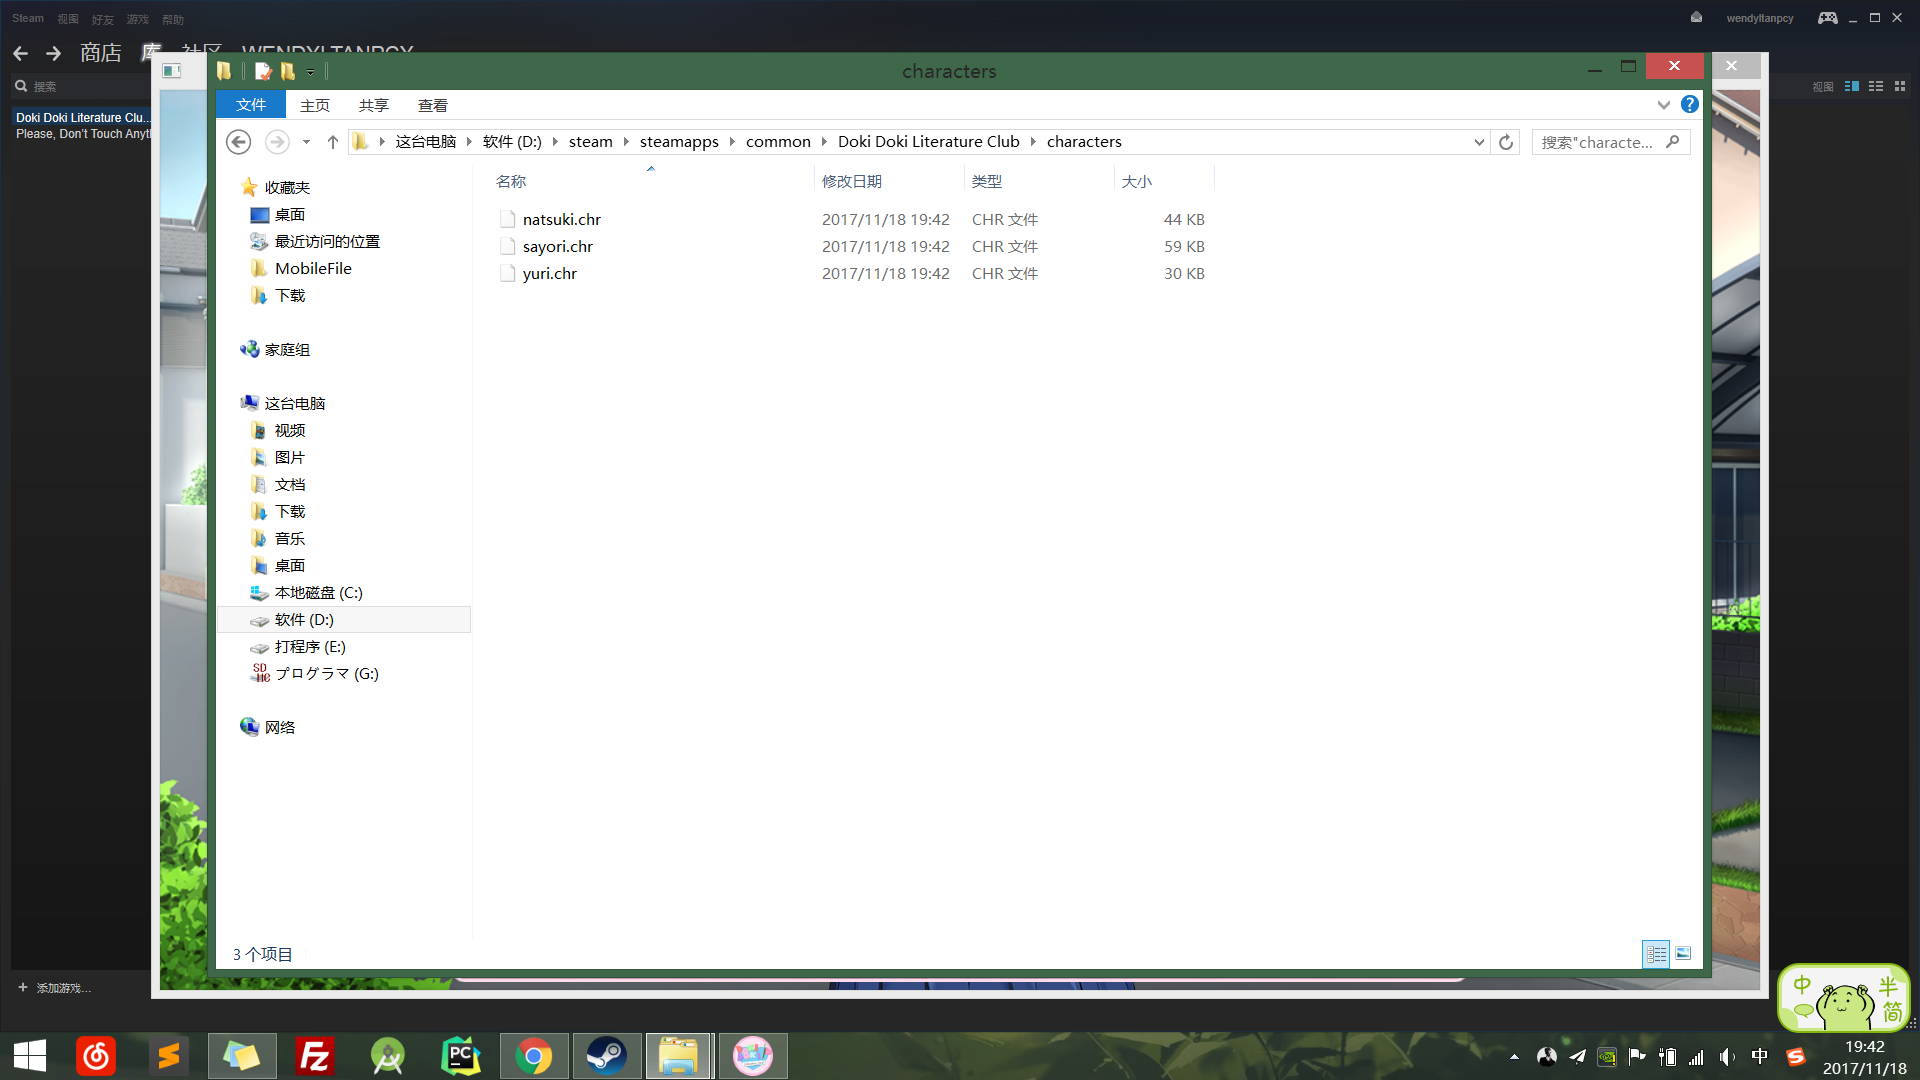 Steam 视图 好友 游戏 帮助
wendyltanpcy
商店 库 社区 WENDYLTANPCY
搜索
视图
Doki Doki Literature Clu...
Please, Don't Touch Anyth
添加游戏...
characters
文件 主页 共享 查看
这台电脑 软件 (D:) steam steamapps common Doki Doki Literature Club characters
搜索"characte...
收藏夹
桌面
最近访问的位置
MobileFile
下载
家庭组
这台电脑
视频
图片
文档
下载
音乐
桌面
本地磁盘 (C:)
软件 (D:)
打程序 (E:)
プログラマ (G:)
网络
名称 修改日期 类型 大小
natsuki.chr 2017/11/18 19:42 CHR 文件 44 KB
sayori.chr 2017/11/18 19:42 CHR 文件 59 KB
yuri.chr 2017/11/18 19:42 CHR 文件 30 KB
3 个项目
中 半
简
中
19:42
2017/11/18